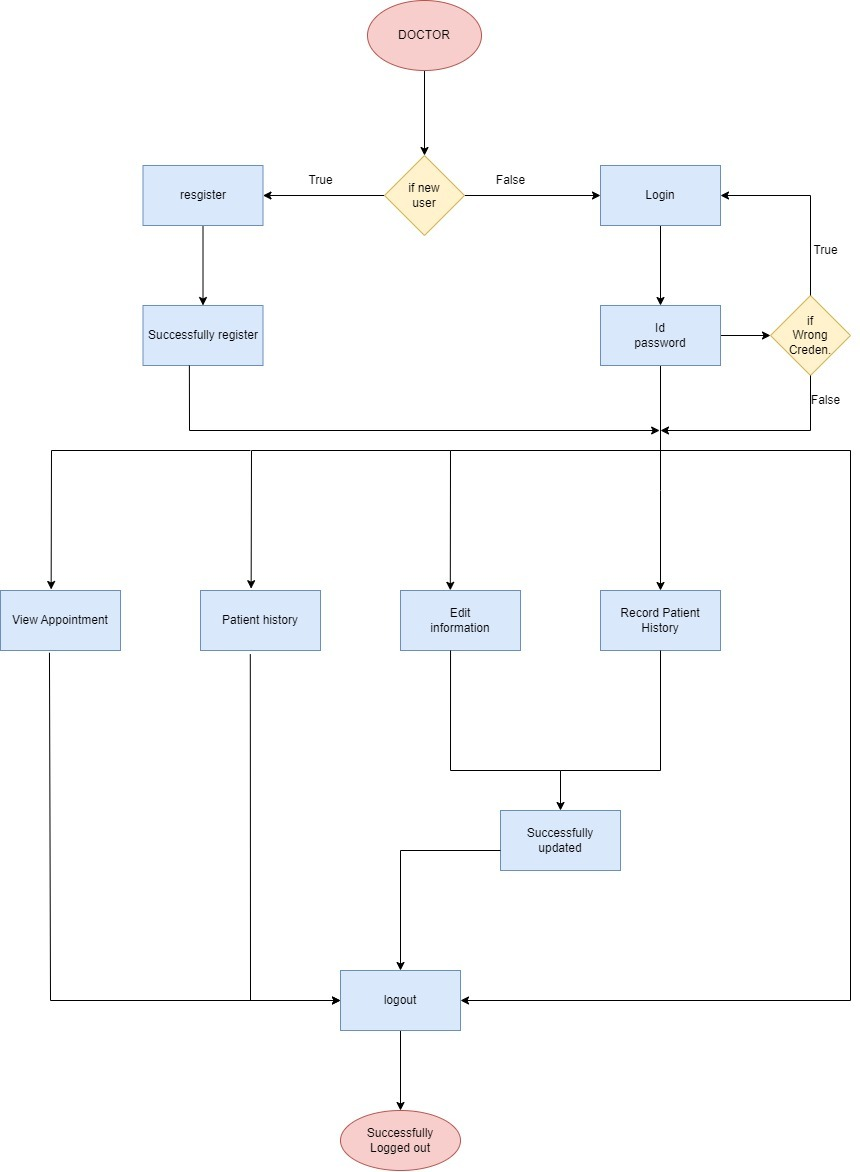 DOCTOR
True
if new
user
False
resgister
Login
True
Successfully register
Id
password
if
Wrong
Creden.
False
View Appointment
Patient history
Edit
information
Record Patient
History
Successfully
updated
logout
Successfully
Logged out